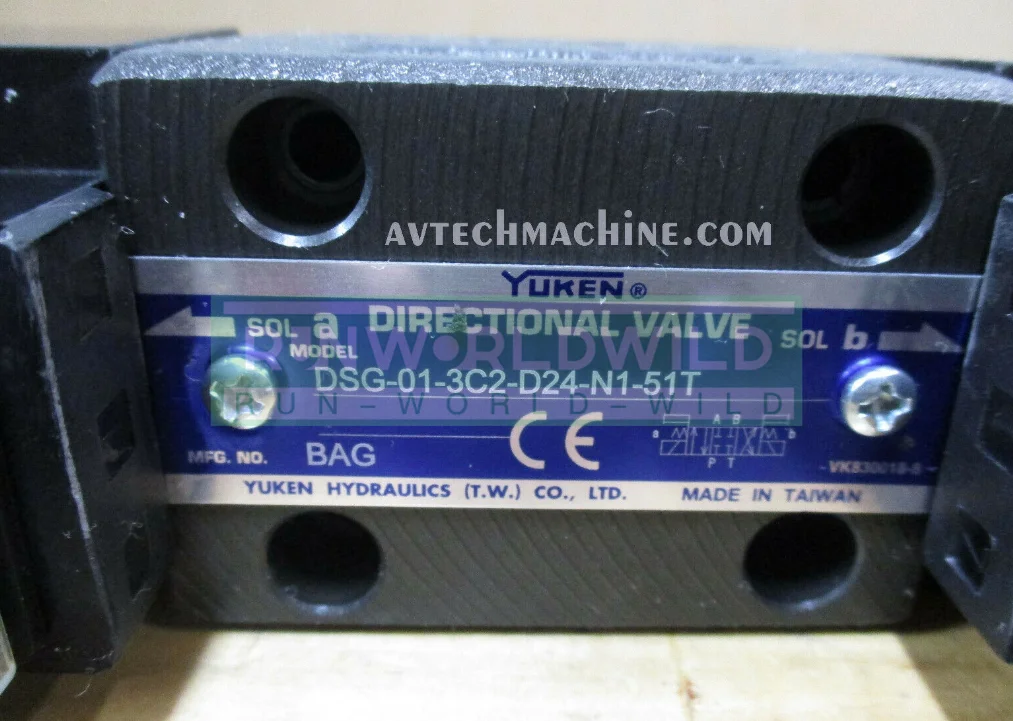 AVTECHMACHINE.COM
YUKEN®
SOL a DIRECTIONAL VALVE SOL b
MODEL
DSG-01-3C2-D24-N1-51T
RUNWORLDWILD
RUN-WORLD-WILD
A B
a b
P T
MFG. NO. BAG CE
YUKEN HYDRAULICS (T.W.) CO., LTD. MADE IN TAIWAN